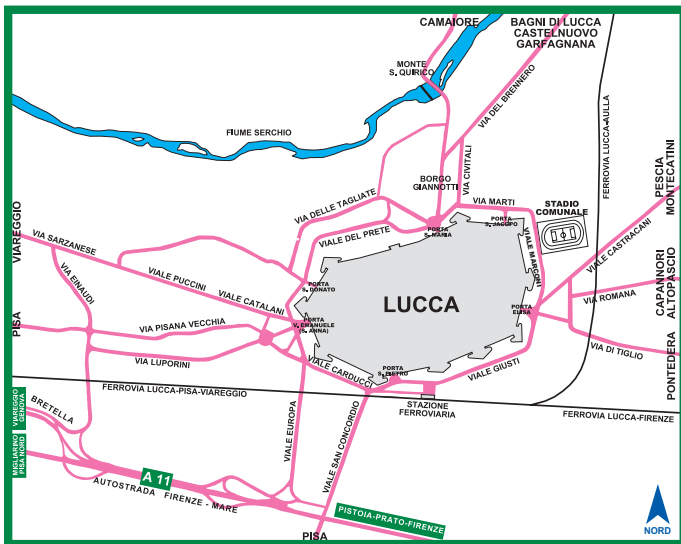 CAMAIORE
BAGNI DI LUCCA
CASTELNUOVO
GARFAGNANA
MONTE
S. QUIRICO
VIA DEL BRENNERO
FIUME SERCHIO
FERROVIA LUCCA-AULLA
VIA CIVITALI
BORGO
GIANNOTTI
PESCIA
MONTECATINI
VIA DELLE TAGLIATE
VIA MARTI
STADIO
COMUNALE
PORTA
S. JACOPO
PORTA
S. MARIA
VIALE DEL PRETE
VIALE MARCONI
VIALE CASTRACANI
VIAREGGIO
VIA SARZANESE
VIA EINAUDI
VIALE PUCCINI
PORTA
S. DONATO
VIALE CATALANI
LUCCA
PORTA
ELISA
VIA ROMANA
CAPANNORI
ALTOPASCIO
PISA
VIA PISANA VECCHIA
PORTA
V. EMANUELE
(S. ANNA)
VIA DI TIGLIO
VIA LUPORINI
VIALE CARDUCCI
PORTA
S. PIETRO
VIALE GIUSTI
PONTEDERA
FERROVIA LUCCA-PISA-VIAREGGIO
STAZIONE
FERROVIARIA
FERROVIA LUCCA-FIRENZE
VIAREGGIO
GENOVA
BRETELLA
VIALE EUROPA
VIALE SAN CONCORDIO
MIGLIARINO
PISA NORD
A 11
AUTOSTRADA FIRENZE - MARE
PISTOIA-PRATO-FIRENZE
PISA
NORD